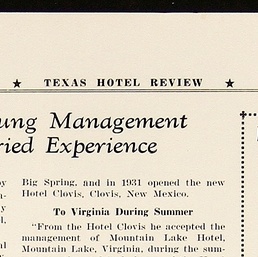 ★ TEXAS HOTEL REVIEW ★
ung Management
ried Experience
Big Spring, and in 1931 opened the new
Hotel Clovis, Clovis, New Mexico.
To Virginia During Summer
"From the Hotel Clovis he accepted the
management of Mountain Lake Hotel,
Mountain Lake, Virginia, during the sum-